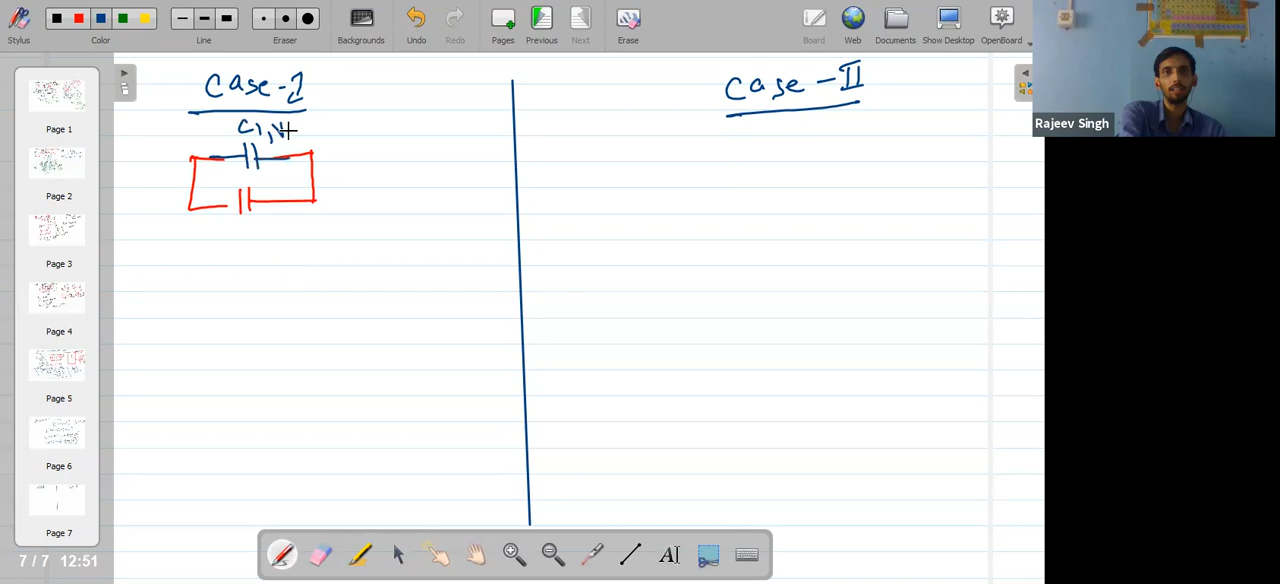 Stylus
Color
Line
Eraser
Backgrounds
Undo
Redo
Pages
Previous
Next
Erase
Board
Web
Documents
Show Desktop
OpenBoard
Rajeev Singh
Page 1
Page 2
Page 3
Page 4
Page 5
Page 6
Page 7
7 / 7 12:51
Case-I
C1, V
Case-II